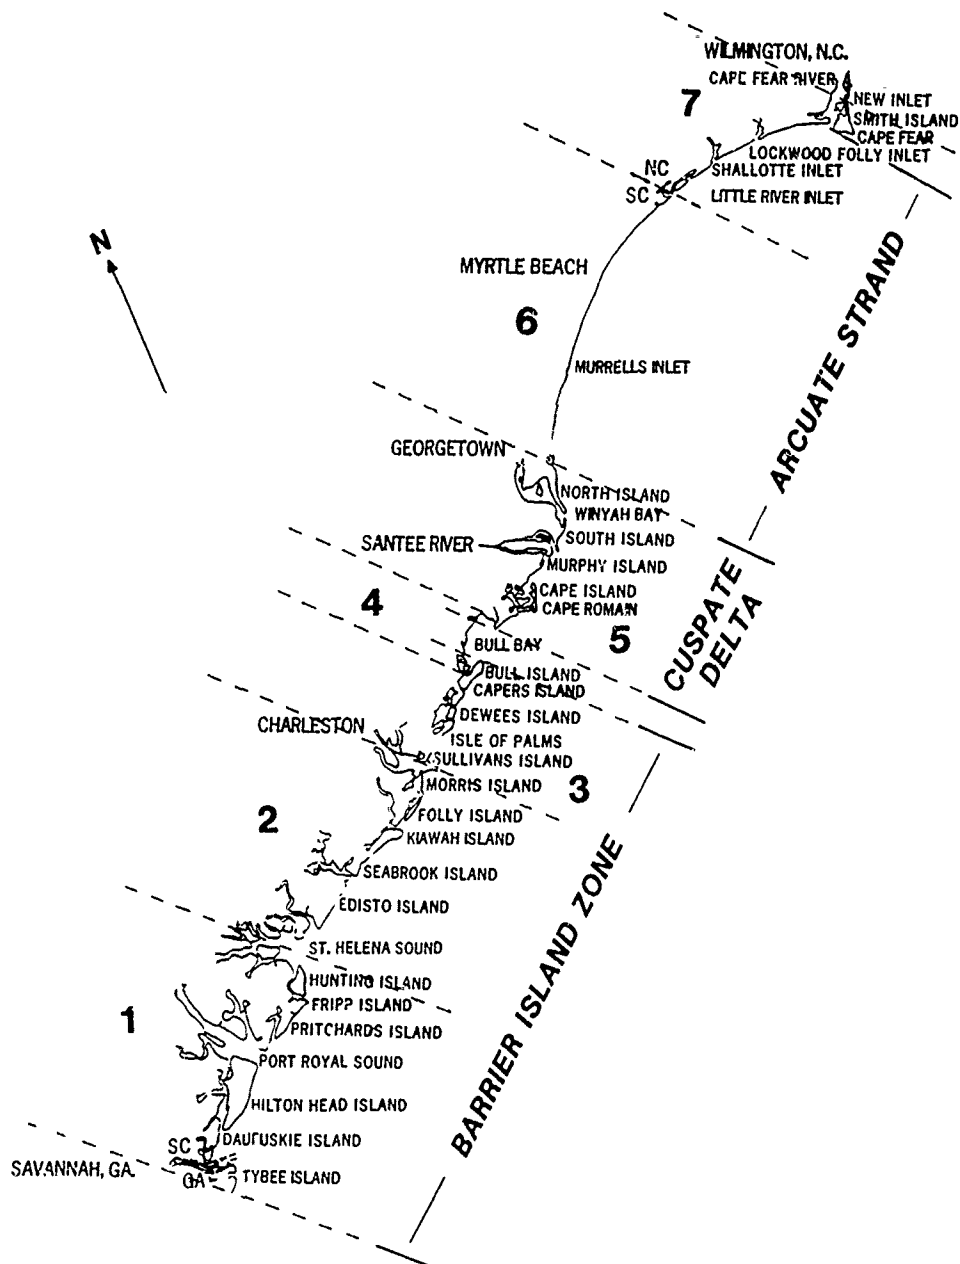 WILMINGTON, N.C.
CAPE FEAR RIVER
7
NEW INLET
SMITH ISLAND
CAPE FEAR
LOCKWOOD FOLLY INLET
NC
SHALLOTTE INLET
SC
LITTLE RIVER INLET
N
MYRTLE BEACH
6
ARCUATE STRAND
MURRELLS INLET
GEORGETOWN
NORTH ISLAND
WINYAH BAY
SANTEE RIVER
SOUTH ISLAND
MURPHY ISLAND
CAPE ISLAND
CAPE ROMAIN
4
5
CUSPATE
DELTA
BULL BAY
BULL ISLAND
CAPERS ISLAND
DEWEES ISLAND
CHARLESTON
ISLE OF PALMS
SULLIVANS ISLAND
MORRIS ISLAND
3
2
FOLLY ISLAND
KIAWAH ISLAND
SEABROOK ISLAND
EDISTO ISLAND
BARRIER ISLAND ZONE
ST. HELENA SOUND
HUNTING ISLAND
FRIPP ISLAND
1
PRITCHARDS ISLAND
PORT ROYAL SOUND
HILTON HEAD ISLAND
DAUFUSKIE ISLAND
SC
SAVANNAH, GA.
GA
TYBEE ISLAND